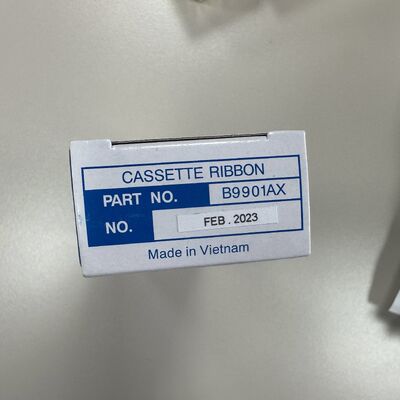 CASSETTE RIBBON
PART NO. B9901AX
NO. FEB . 2023
Made in Vietnam